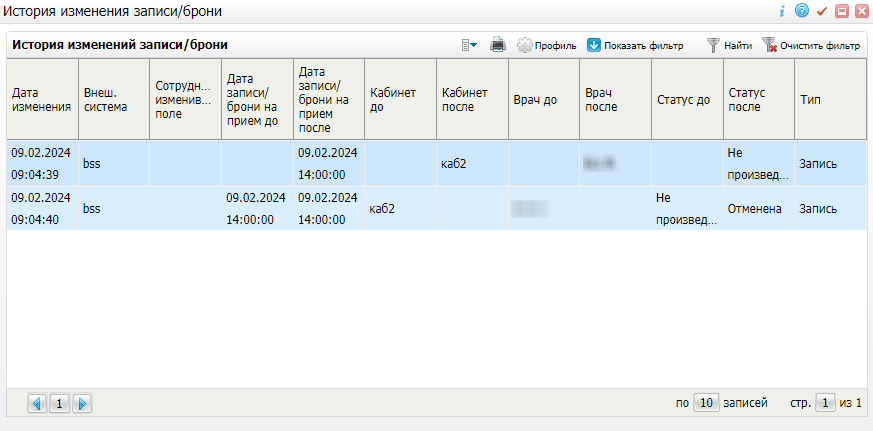 История изменения записи/брони
История изменений записи/брони
Профиль Показать фильтр Найти Очистить фильтр
Дата изменения Внеш. система Сотрудн... изменив... поле Дата записи/брони на прием до Дата записи/брони на прием после Кабинет до Кабинет после Врач до Врач после Статус до Статус после Тип
09.02.2024 09:04:39 bss 09.02.2024 14:00:00 каб2 Не произвед... Запись
09.02.2024 09:04:40 bss 09.02.2024 14:00:00 09.02.2024 14:00:00 каб2 Не произвед... Отменена Запись
1 по 10 записей стр. 1 из 1